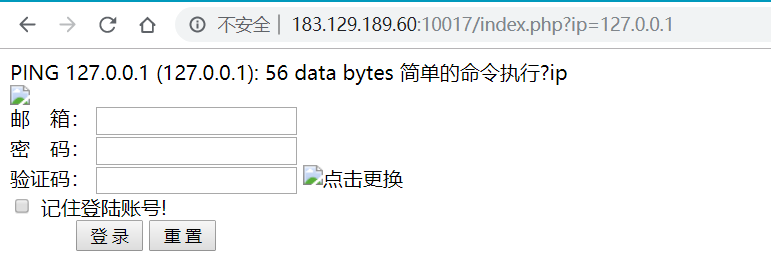 不安全 | 183.129.189.60:10017/index.php?ip=127.0.0.1
PING 127.0.0.1 (127.0.0.1): 56 data bytes 简单的命令执行?ip
邮 箱：
密 码：
验证码： 点击更换
记住登陆账号!
登 录 重 置